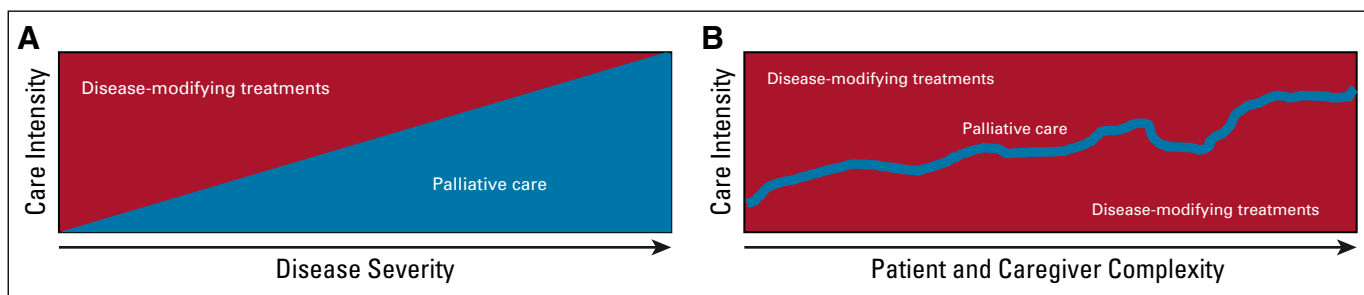 A
Care Intensity
Disease-modifying treatments
Palliative care
Disease Severity
B
Care Intensity
Disease-modifying treatments
Palliative care
Disease-modifying treatments
Patient and Caregiver Complexity